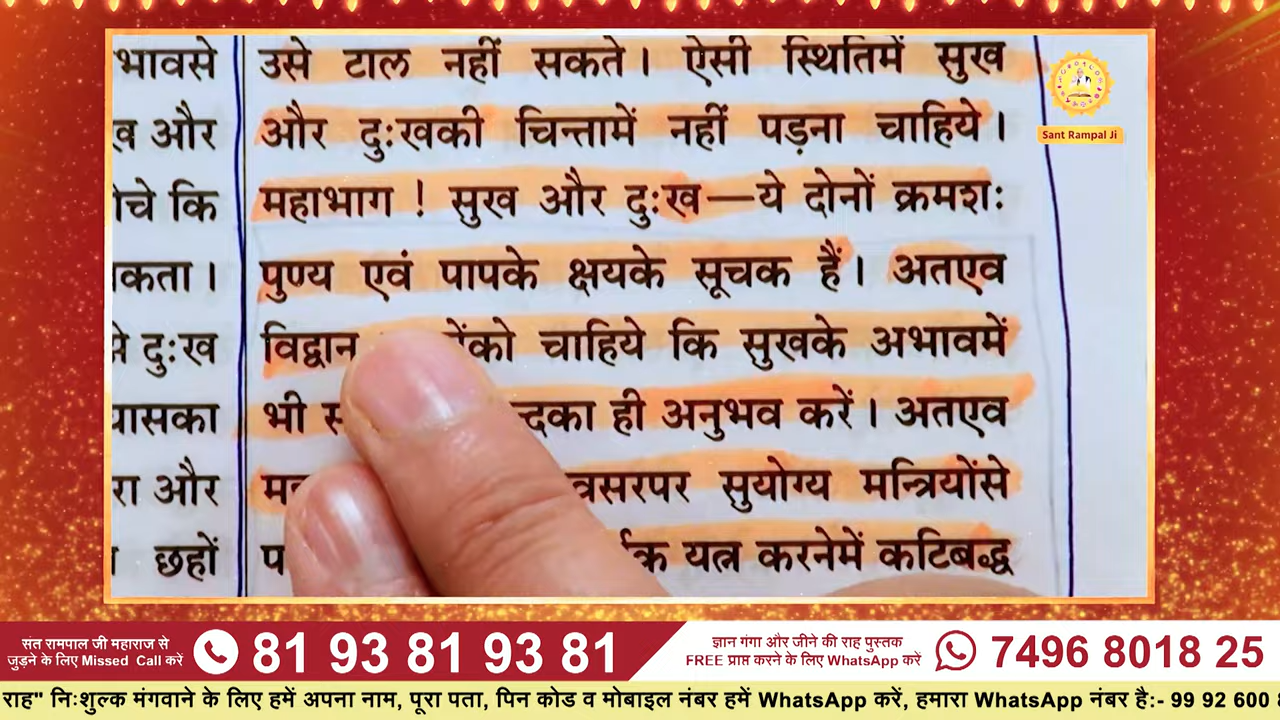 भावसे
और
कि
दुःख
और
छहों
उसे टाल नहीं सकते। ऐसी स्थितिमें सुख
और दुःखकी चिन्तामें नहीं पड़ना चाहिये।
महाभाग ! सुख और दुःख—ये दोनों क्रमशः
पुण्य एवं पापके क्षयके सूचक हैं। अतएव
विद्वान चाहिये कि सुखके अभावमें
भी ही अनुभव करें। अतएव
सुयोग्य मन्त्रियोंसे
यत्न करनेमें कटिबद्ध
Sant Rampal Ji
संत रामपाल जी महाराज से
जुड़ने के लिए Missed Call करें
81 93 81 93 81
ज्ञान गंगा और जीने की राह पुस्तक
FREE प्राप्त करने के लिए WhatsApp करें
7496 8018 25
राह" निःशुल्क मंगवाने के लिए हमें अपना नाम, पूरा पता, पिन कोड व मोबाइल नंबर हमें WhatsApp करें, हमारा WhatsApp नंबर है:- 99 92 600